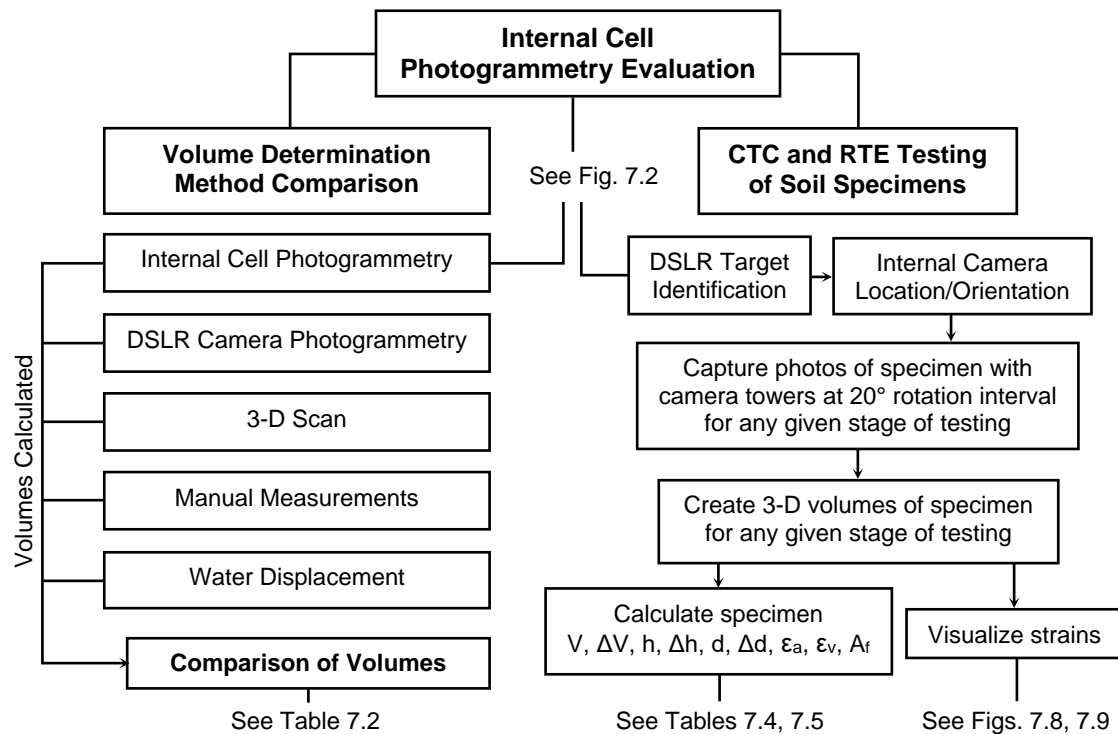 Internal Cell
Photogrammetry Evaluation
Volume Determination
Method Comparison
See Fig. 7.2
CTC and RTE Testing
of Soil Specimens
Volumes Calculated
Internal Cell Photogrammetry
DSLR Camera Photogrammetry
3-D Scan
Manual Measurements
Water Displacement
Comparison of Volumes
See Table 7.2
DSLR Target
Identification
Internal Camera
Location/Orientation
Capture photos of specimen with
camera towers at 20° rotation interval
for any given stage of testing
Create 3-D volumes of specimen
for any given stage of testing
Calculate specimen
V, ΔV, h, Δh, d, Δd, εₐ, εᵥ, A_f
See Tables 7.4, 7.5
Visualize strains
See Figs. 7.8, 7.9